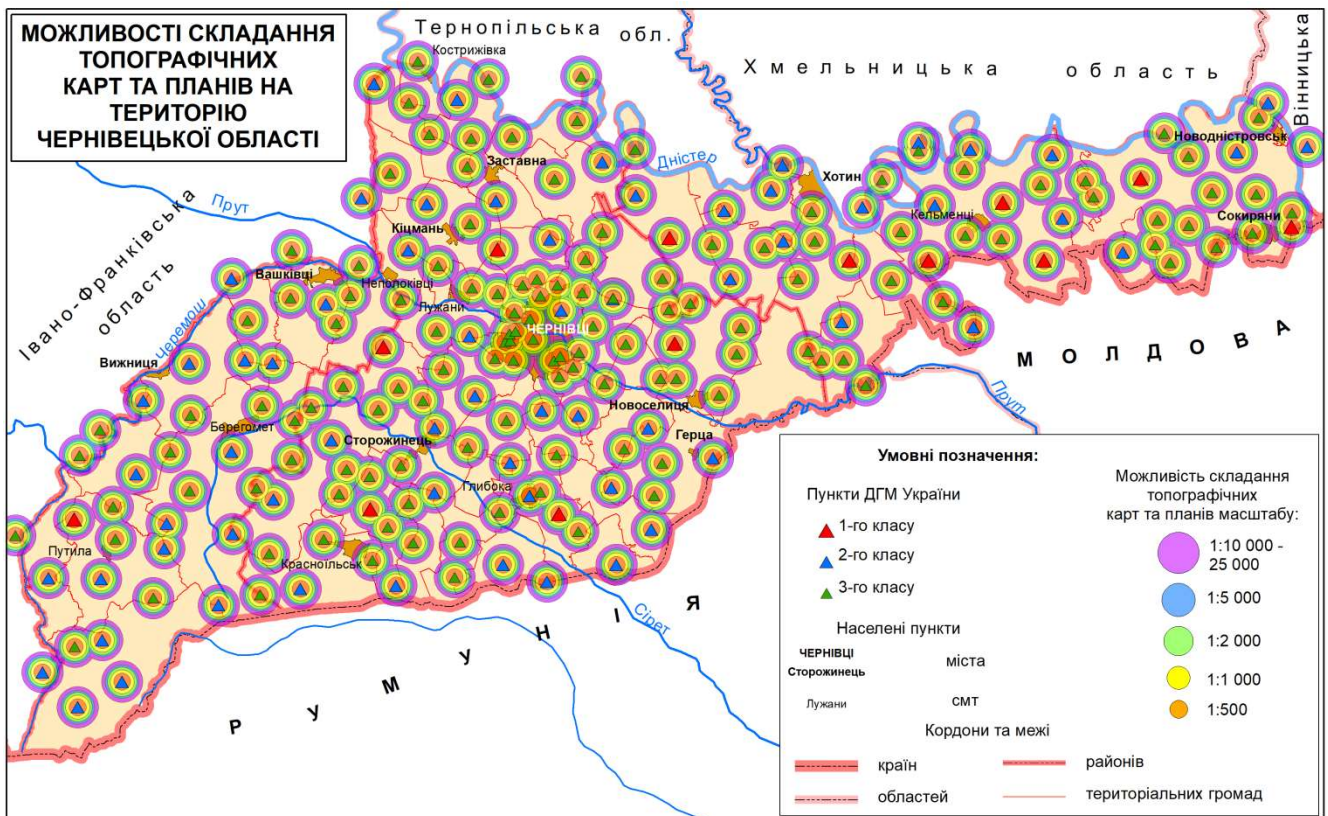 МОЖЛИВОСТІ СКЛАДАННЯ
ТОПОГРАФІЧНИХ
КАРТ ТА ПЛАНІВ НА
ТЕРИТОРІЮ
ЧЕРНІВЕЦЬКОЇ ОБЛАСТІ
Тернопільська обл.
Кострижівка
Хмельницька область
Вінницька
Новодністровськ
Заставна
Дністер
Хотин
Прут
Кельменці
Сокиряни
Кіцмань
Івано-Франківська
область
Вашківці
Неполоківці
Лужани
Черемош
ЧЕРНІВЦІ
МОЛДОВА
Вижниця
Прут
Берегомет
Новоселиця
Сторожинець
Герца
Глибока
Путила
Красноїльськ
Сірет
РУМУНІЯ
Умовні позначення:
Пункти ДГМ України
1-го класу
2-го класу
3-го класу
Населені пункти
ЧЕРНІВЦІ
Сторожинець
міста
Лужани
смт
Можливість складання
топографічних
карт та планів масштабу:
1:10 000 -
25 000
1:5 000
1:2 000
1:1 000
1:500
Кордони та межі
країн
районів
областей
територіальних громад